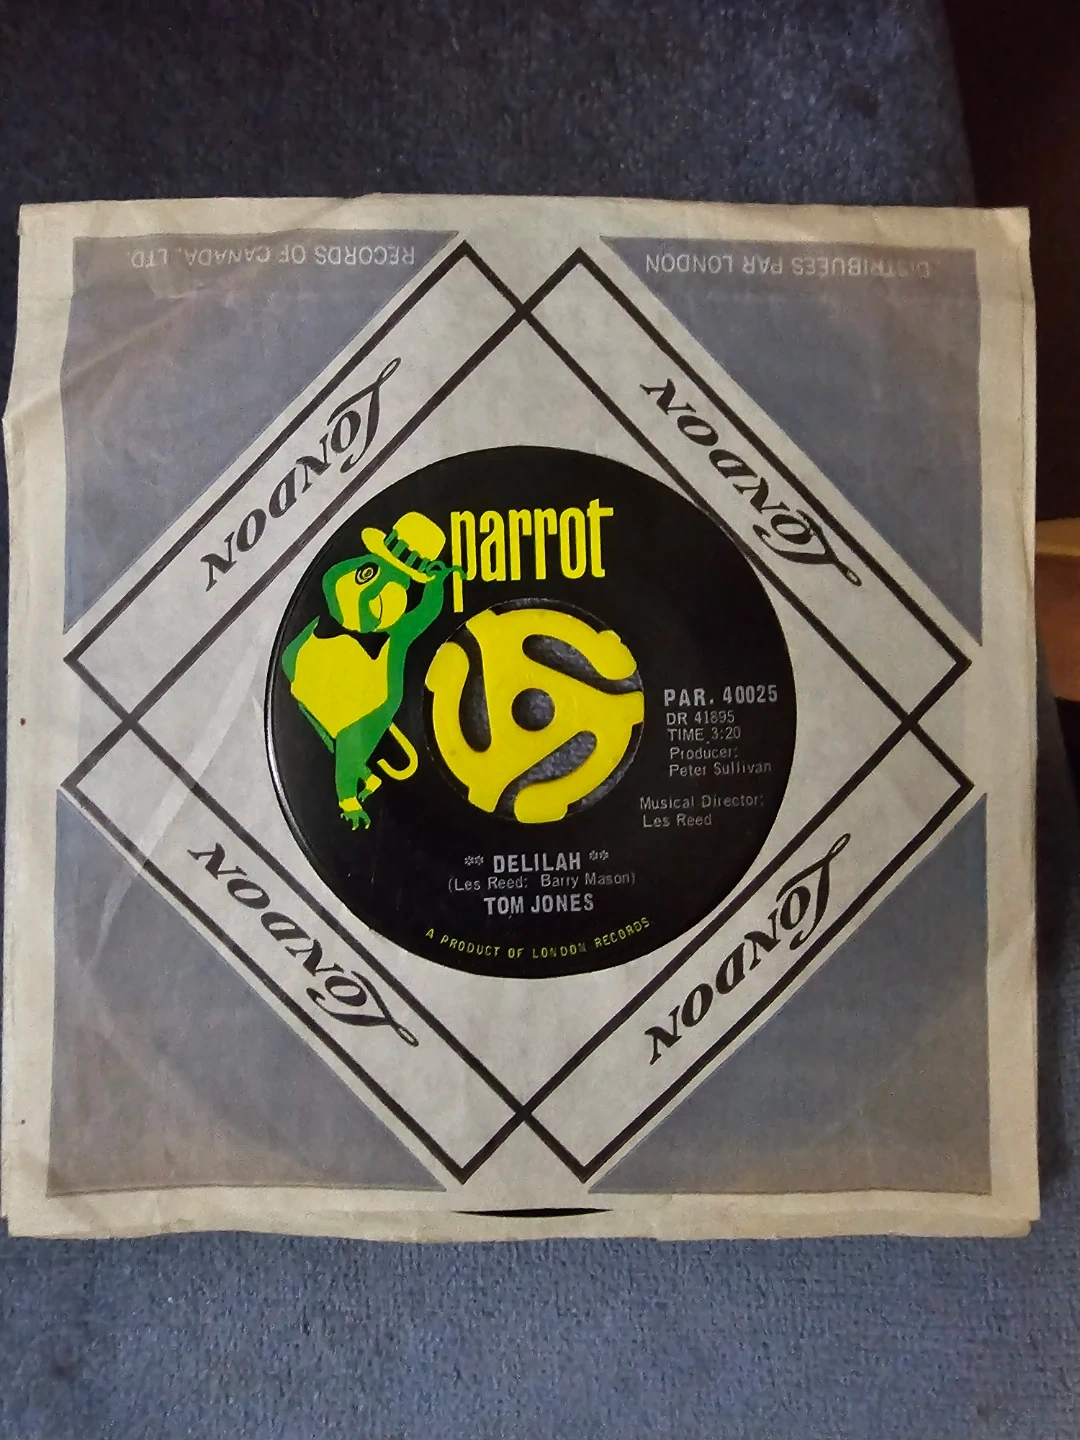 RECORDS OF CANADA, LTD.
DISTRIBUEES PAR LONDON
LONDON
LONDON
parrot
PAR. 40025
DR 41895
TIME 3:20
Producer:
Peter Sullivan
Musical Director:
Les Reed
** DELILAH **
(Les Reed: Barry Mason)
TOM JONES
A PRODUCT OF LONDON RECORDS
LONDON
LONDON